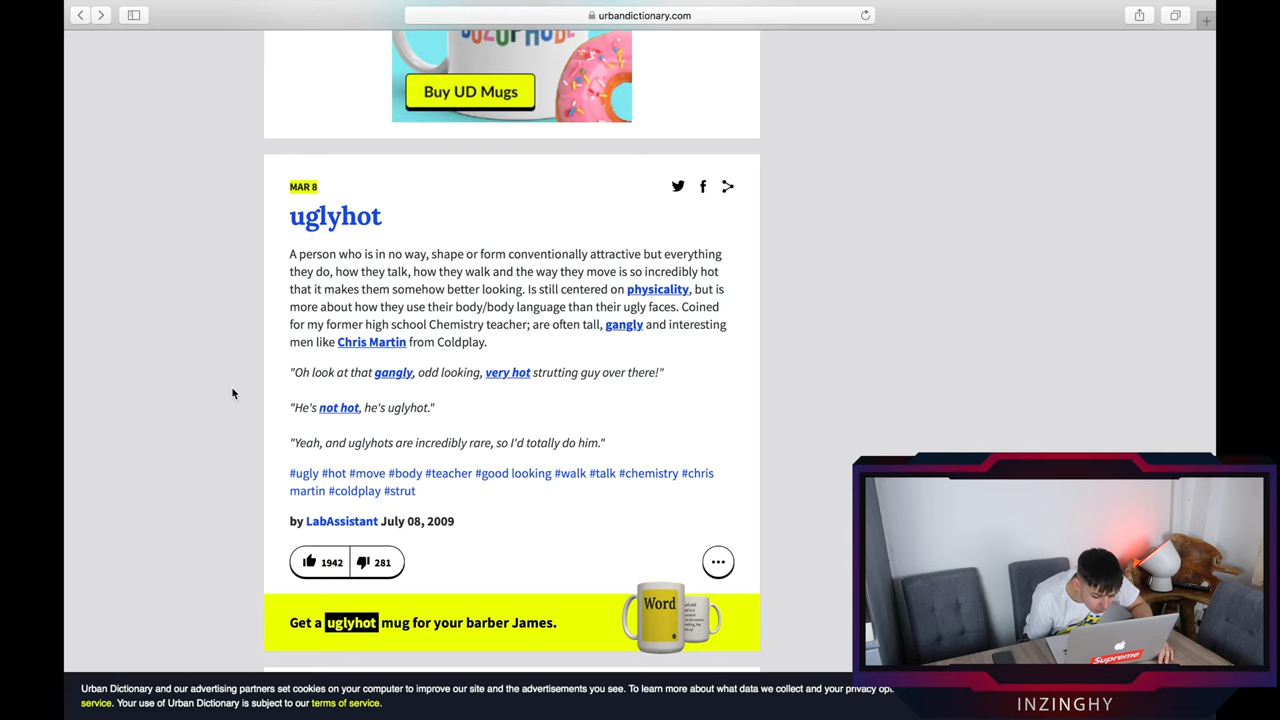 urbandictionary.com
Buy UD Mugs
MAR 8
uglyhot
A person who is in no way, shape or form conventionally attractive but everything
they do, how they talk, how they walk and the way they move is so incredibly hot
that it makes them somehow better looking. Is still centered on physicality, but is
more about how they use their body/body language than their ugly faces. Coined
for my former high school Chemistry teacher; are often tall, gangly and interesting
men like Chris Martin from Coldplay.
"Oh look at that gangly, odd looking, very hot strutting guy over there!"
"He's not hot, he's uglyhot."
"Yeah, and uglyhots are incredibly rare, so I'd totally do him."
#ugly #hot #move #body #teacher #good looking #walk #talk #chemistry #chris
martin #coldplay #strut
by LabAssistant July 08, 2009
1942 281
Get a uglyhot mug for your barber James.
Word
Urban Dictionary and our advertising partners set cookies on your computer to improve our site and the advertisements you see. To learn more about what data we collect and your privacy opt
service. Your use of Urban Dictionary is subject to our terms of service.
Supreme
INZINGHY